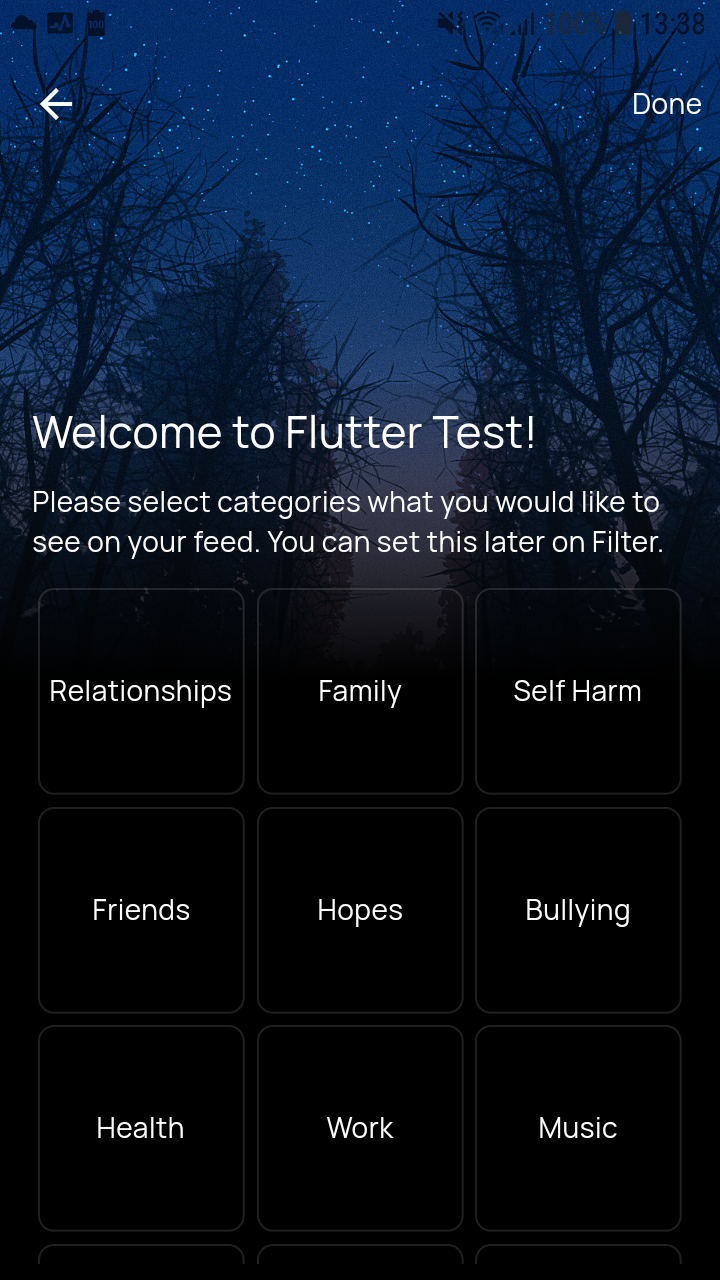 100% 13:38
Done
Welcome to Flutter Test!
Please select categories what you would like to
see on your feed. You can set this later on Filter.
Relationships Family Self Harm
Friends Hopes Bullying
Health Work Music